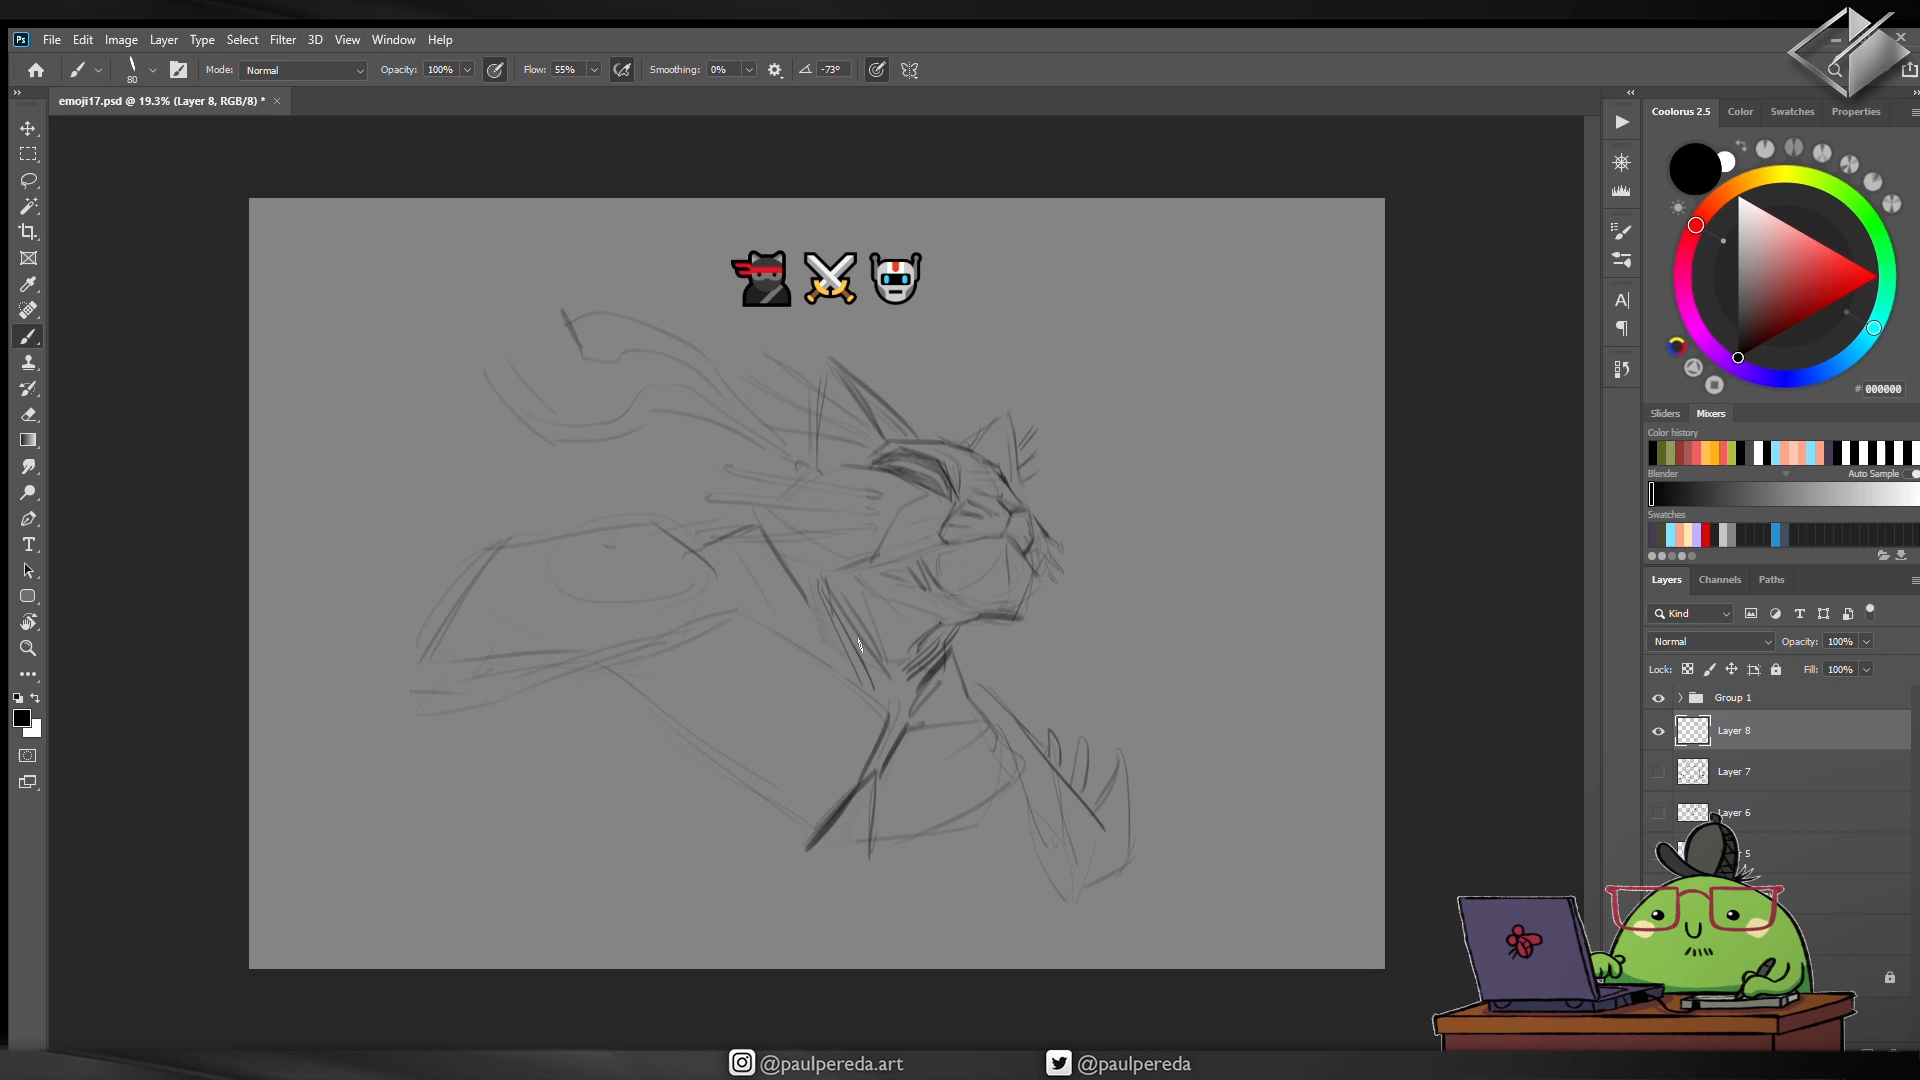 Ps File Edit Image Layer Type Select Filter 3D View Window Help
80 Mode: Normal Opacity: 100% Flow: 55% Smoothing: 0% -73°
emoji17.psd @ 19.3% (Layer 8, RGB/8) *
Coolorus 2.5 Color Swatches Properties
# 000000
Sliders Mixers
Color history
Blender Auto Sample
Swatches
Layers Channels Paths
Kind
Normal Opacity: 100%
Lock: Fill: 100%
Group 1
Layer 8
Layer 7
Layer 6
5
@paulpereda.art @paulpereda